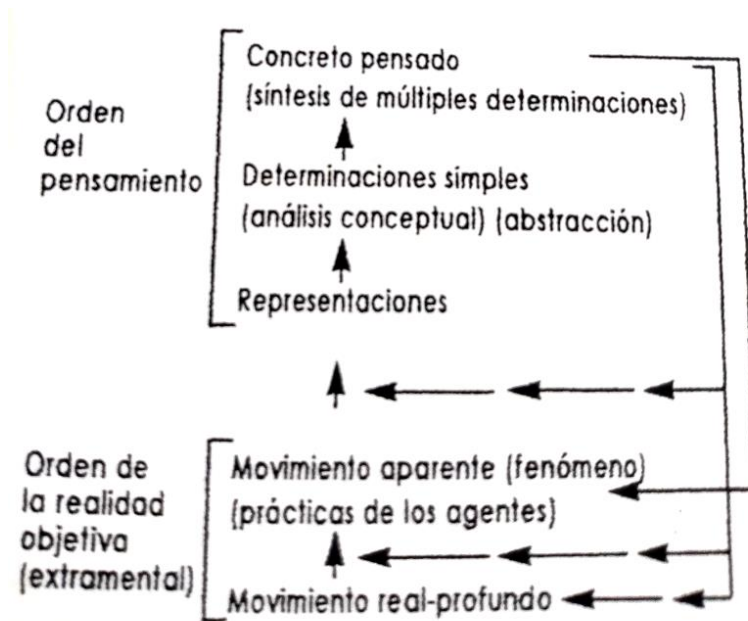 Concreto pensado
(síntesis de múltiples determinaciones)
Orden
del
pensamiento
Determinaciones simples
(análisis conceptual) (abstracción)
Representaciones
Orden de
la realidad
objetiva
(extramental)
Movimiento aparente (fenómeno)
(prácticas de los agentes)
Movimiento real-profundo